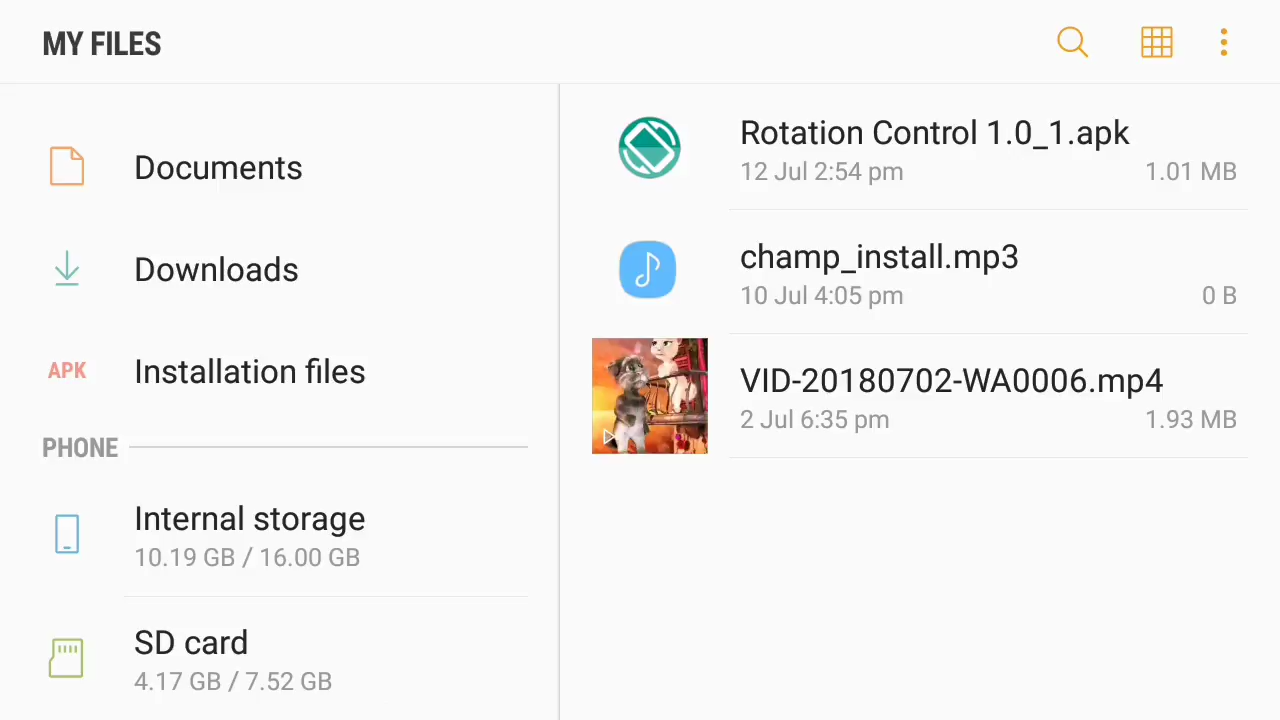 MY FILES
Documents
Downloads
APK
Installation files
PHONE
Internal storage
10.19 GB / 16.00 GB
SD card
4.17 GB / 7.52 GB
Rotation Control 1.0_1.apk
12 Jul 2:54 pm 1.01 MB
champ_install.mp3
10 Jul 4:05 pm 0 B
VID-20180702-WA0006.mp4
2 Jul 6:35 pm 1.93 MB